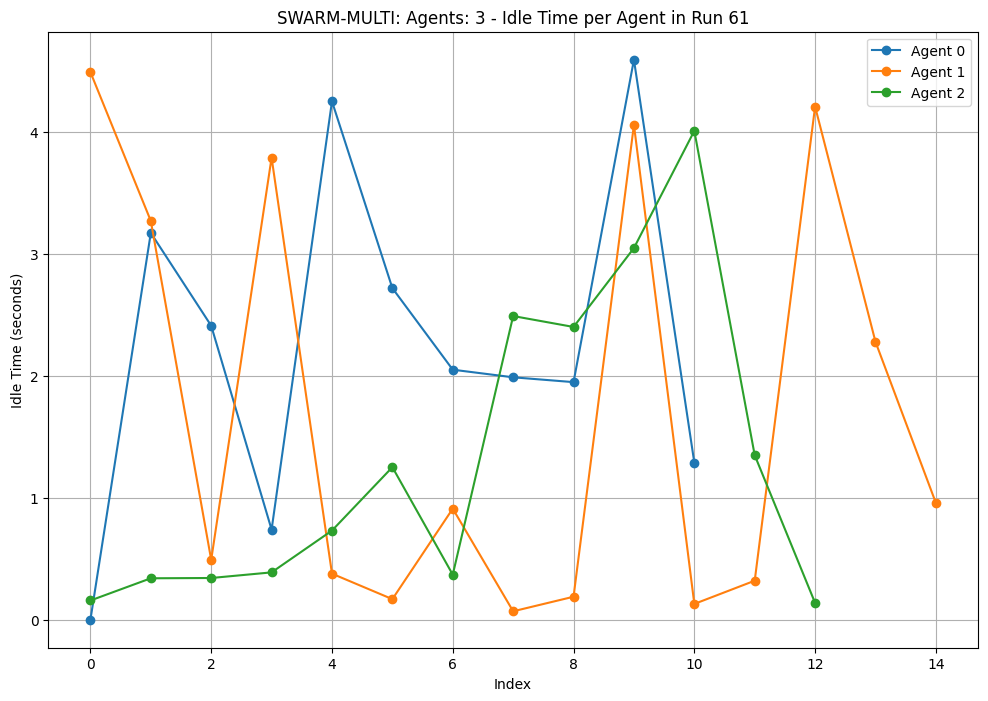 SWARM-MULTI: Agents: 3 - Idle Time per Agent in Run 61
Agent 0
Agent 1
Agent 2
Idle Time (seconds)
4
3
2
1
0
0 2 4 6 8 10 12 14
Index